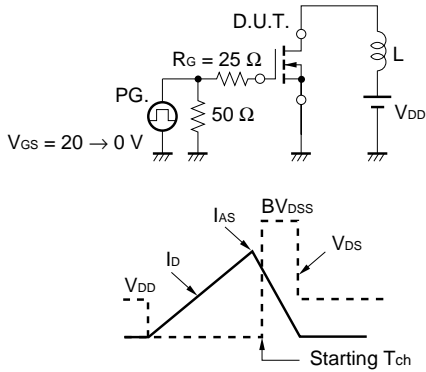 D.U.T.
RG = 25 Ω
L
PG.
50 Ω
VDD
VGS = 20 → 0 V
BVDSS
IAS
ID
VDS
VDD
Starting Tch